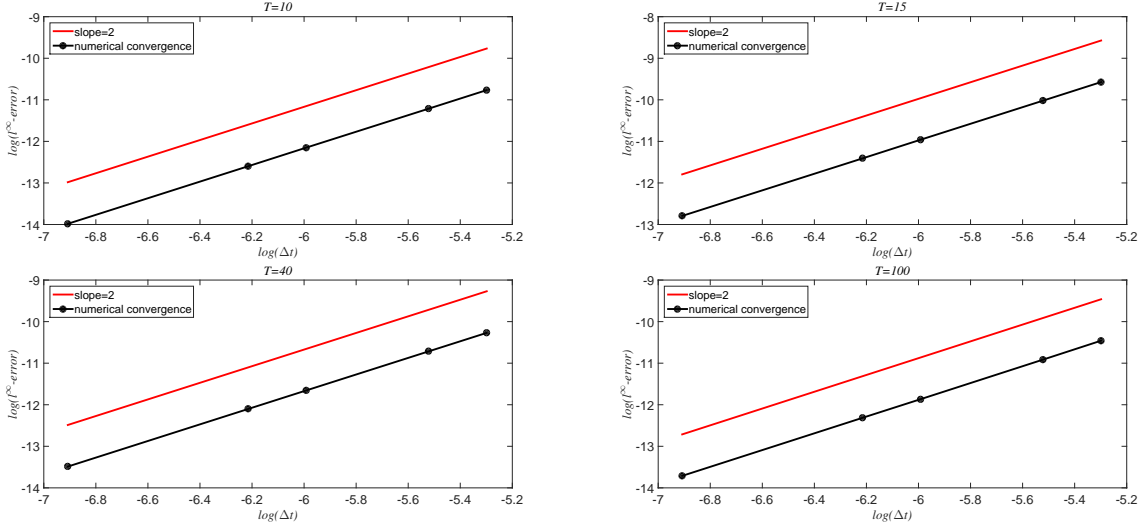 T=10
-9
-10
-11
-12
-13
-14
log(l^∞-error)
slope=2
numerical convergence
-7 -6.8 -6.6 -6.4 -6.2 -6 -5.8 -5.6 -5.4 -5.2
log(Δt)
T=15
-8
-9
-10
-11
-12
-13
log(l^∞-error)
slope=2
numerical convergence
-7 -6.8 -6.6 -6.4 -6.2 -6 -5.8 -5.6 -5.4 -5.2
log(Δt)
T=40
-9
-10
-11
-12
-13
-14
log(l^∞-error)
slope=2
numerical convergence
-7 -6.8 -6.6 -6.4 -6.2 -6 -5.8 -5.6 -5.4 -5.2
log(Δt)
T=100
-9
-10
-11
-12
-13
-14
log(l^∞-error)
slope=2
numerical convergence
-7 -6.8 -6.6 -6.4 -6.2 -6 -5.8 -5.6 -5.4 -5.2
log(Δt)